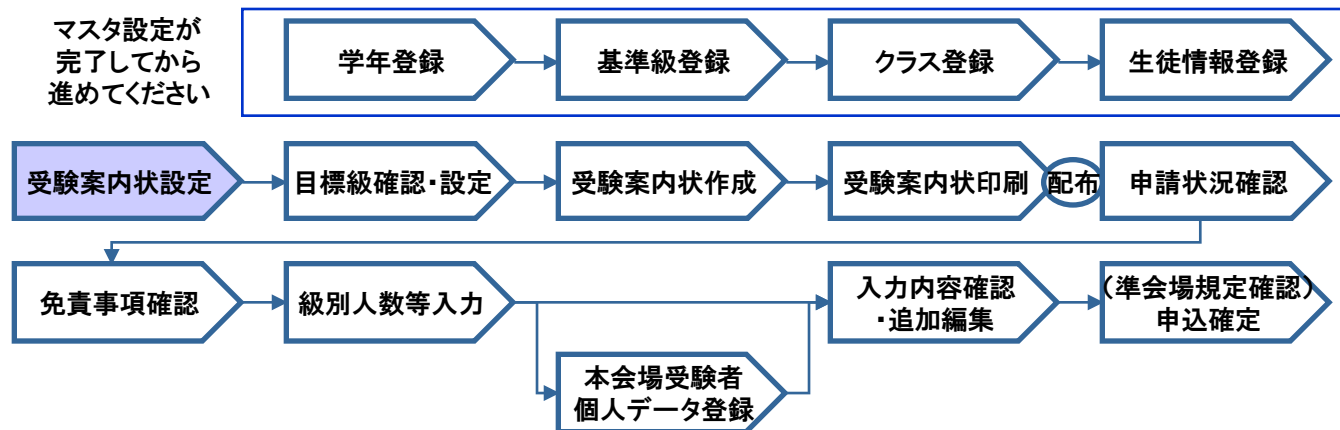 マスタ設定が
完了してから
進めてください
学年登録
基準級登録
クラス登録
生徒情報登録
受験案内状設定
目標級確認・設定
受験案内状作成
受験案内状印刷
配布
申請状況確認
免責事項確認
級別人数等入力
入力内容確認
・追加編集
（準会場規定確認）
申込確定
本会場受験者
個人データ登録